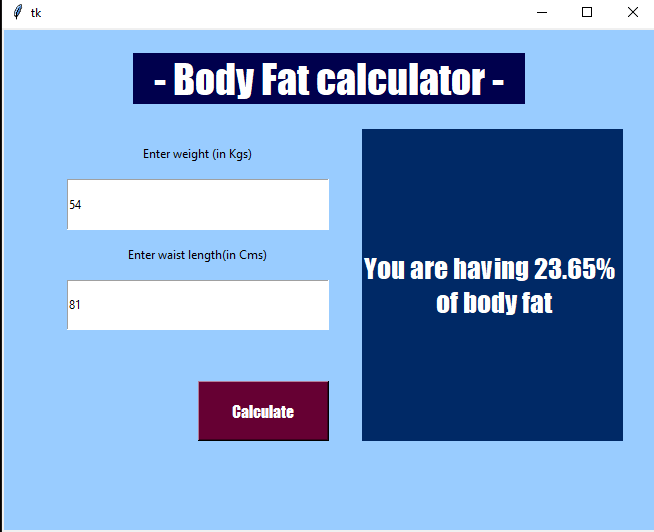 tk
- Body Fat calculator -
Enter weight (in Kgs)
54
Enter waist length(in Cms)
81
Calculate
You are having 23.65%
of body fat